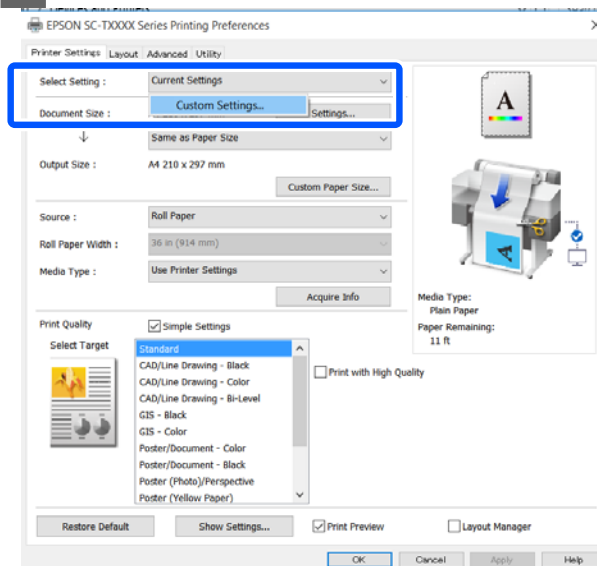 EPSON SC-TXXXX Series Printing Preferences
Printer Settings Layout Advanced Utility
Select Setting : Current Settings
Custom Settings...
Document Size : Settings...
Same as Paper Size
Output Size : A4 210 x 297 mm
Custom Paper Size...
Source : Roll Paper
Roll Paper Width : 36 in (914 mm)
Media Type : Use Printer Settings
Acquire Info
Media Type:
Plain Paper
Paper Remaining:
11 ft
Print Quality Simple Settings
Select Target
Standard
CAD/Line Drawing - Black
CAD/Line Drawing - Color
CAD/Line Drawing - Bi-Level
GIS - Black
GIS - Color
Poster/Document - Color
Poster/Document - Black
Poster (Photo)/Perspective
Poster (Yellow Paper)
Print with High Quality
Restore Default Show Settings... Print Preview Layout Manager
OK Cancel Apply Help
A
A